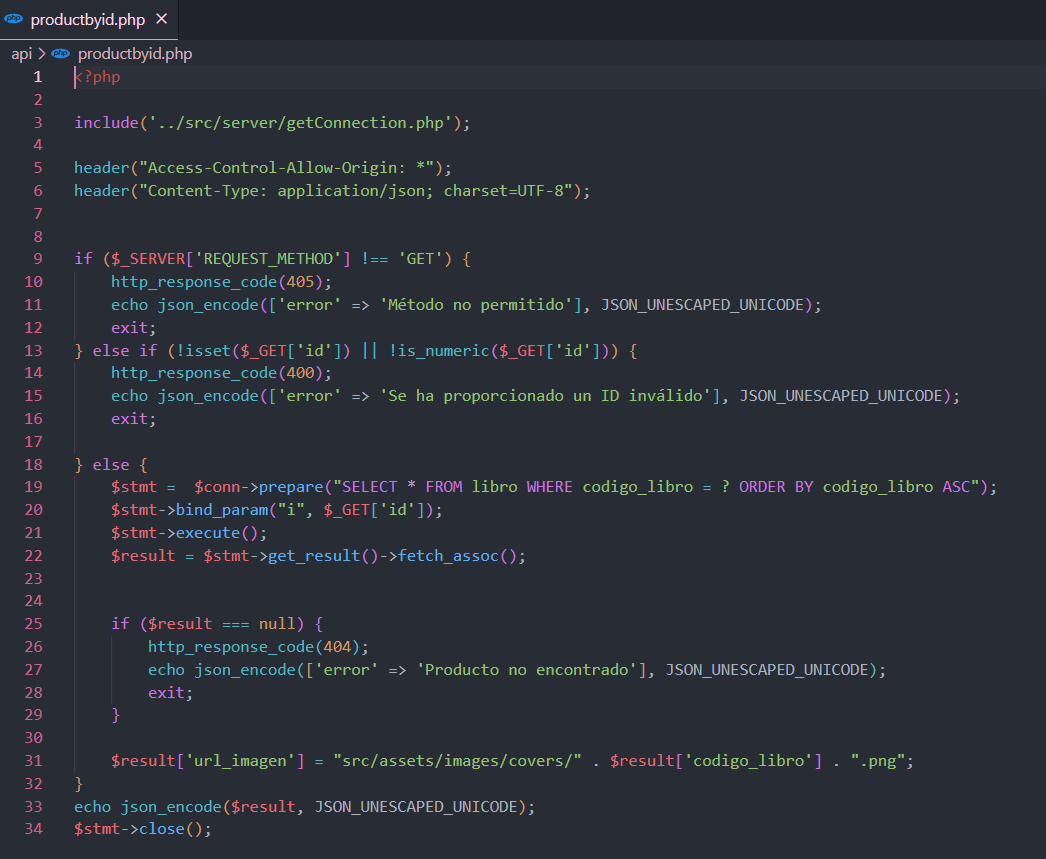 php productbyid.php ×
api > php productbyid.php
1 <?php
2
3 include('../src/server/getConnection.php');
4
5 header("Access-Control-Allow-Origin: *");
6 header("Content-Type: application/json; charset=UTF-8");
7
8
9 if ($_SERVER['REQUEST_METHOD'] !== 'GET') {
10     http_response_code(405);
11     echo json_encode(['error' => 'Método no permitido'], JSON_UNESCAPED_UNICODE);
12     exit;
13 } else if (!isset($_GET['id']) || !is_numeric($_GET['id'])) {
14     http_response_code(400);
15     echo json_encode(['error' => 'Se ha proporcionado un ID inválido'], JSON_UNESCAPED_UNICODE);
16     exit;
17
18 } else {
19     $stmt =  $conn->prepare("SELECT * FROM libro WHERE codigo_libro = ? ORDER BY codigo_libro ASC");
20     $stmt->bind_param("i", $_GET['id']);
21     $stmt->execute();
22     $result = $stmt->get_result()->fetch_assoc();
23
24
25     if ($result === null) {
26         http_response_code(404);
27         echo json_encode(['error' => 'Producto no encontrado'], JSON_UNESCAPED_UNICODE);
28         exit;
29     }
30
31     $result['url_imagen'] = "src/assets/images/covers/" . $result['codigo_libro'] . ".png";
32 }
33 echo json_encode($result, JSON_UNESCAPED_UNICODE);
34 $stmt->close();